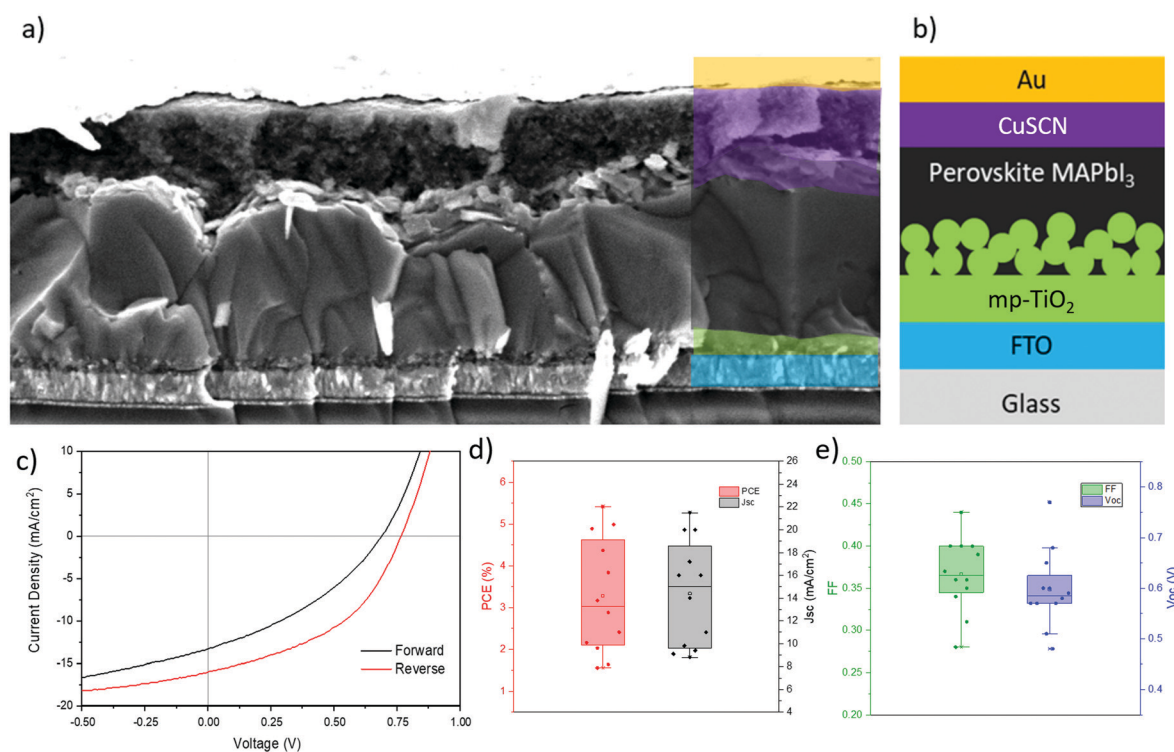 a)
b)
Au
CuSCN
Perovskite MAPbI₃
mp-TiO₂
FTO
Glass
c)
10
5
0
-5
-10
-15
-20
Current Density (mA/cm²)
Forward
Reverse
-0.50
-0.25
0.00
0.25
0.50
0.75
1.00
Voltage (V)
d)
6
5
4
3
2
1
PCE (%)
PCE
Jsc
26
24
22
20
18
16
14
12
10
8
6
4
Jsc (mA/cm²)
e)
0.50
0.45
0.40
0.35
0.30
0.25
0.20
FF
FF
Voc
0.8
0.7
0.6
0.5
0.4
Voc (V)